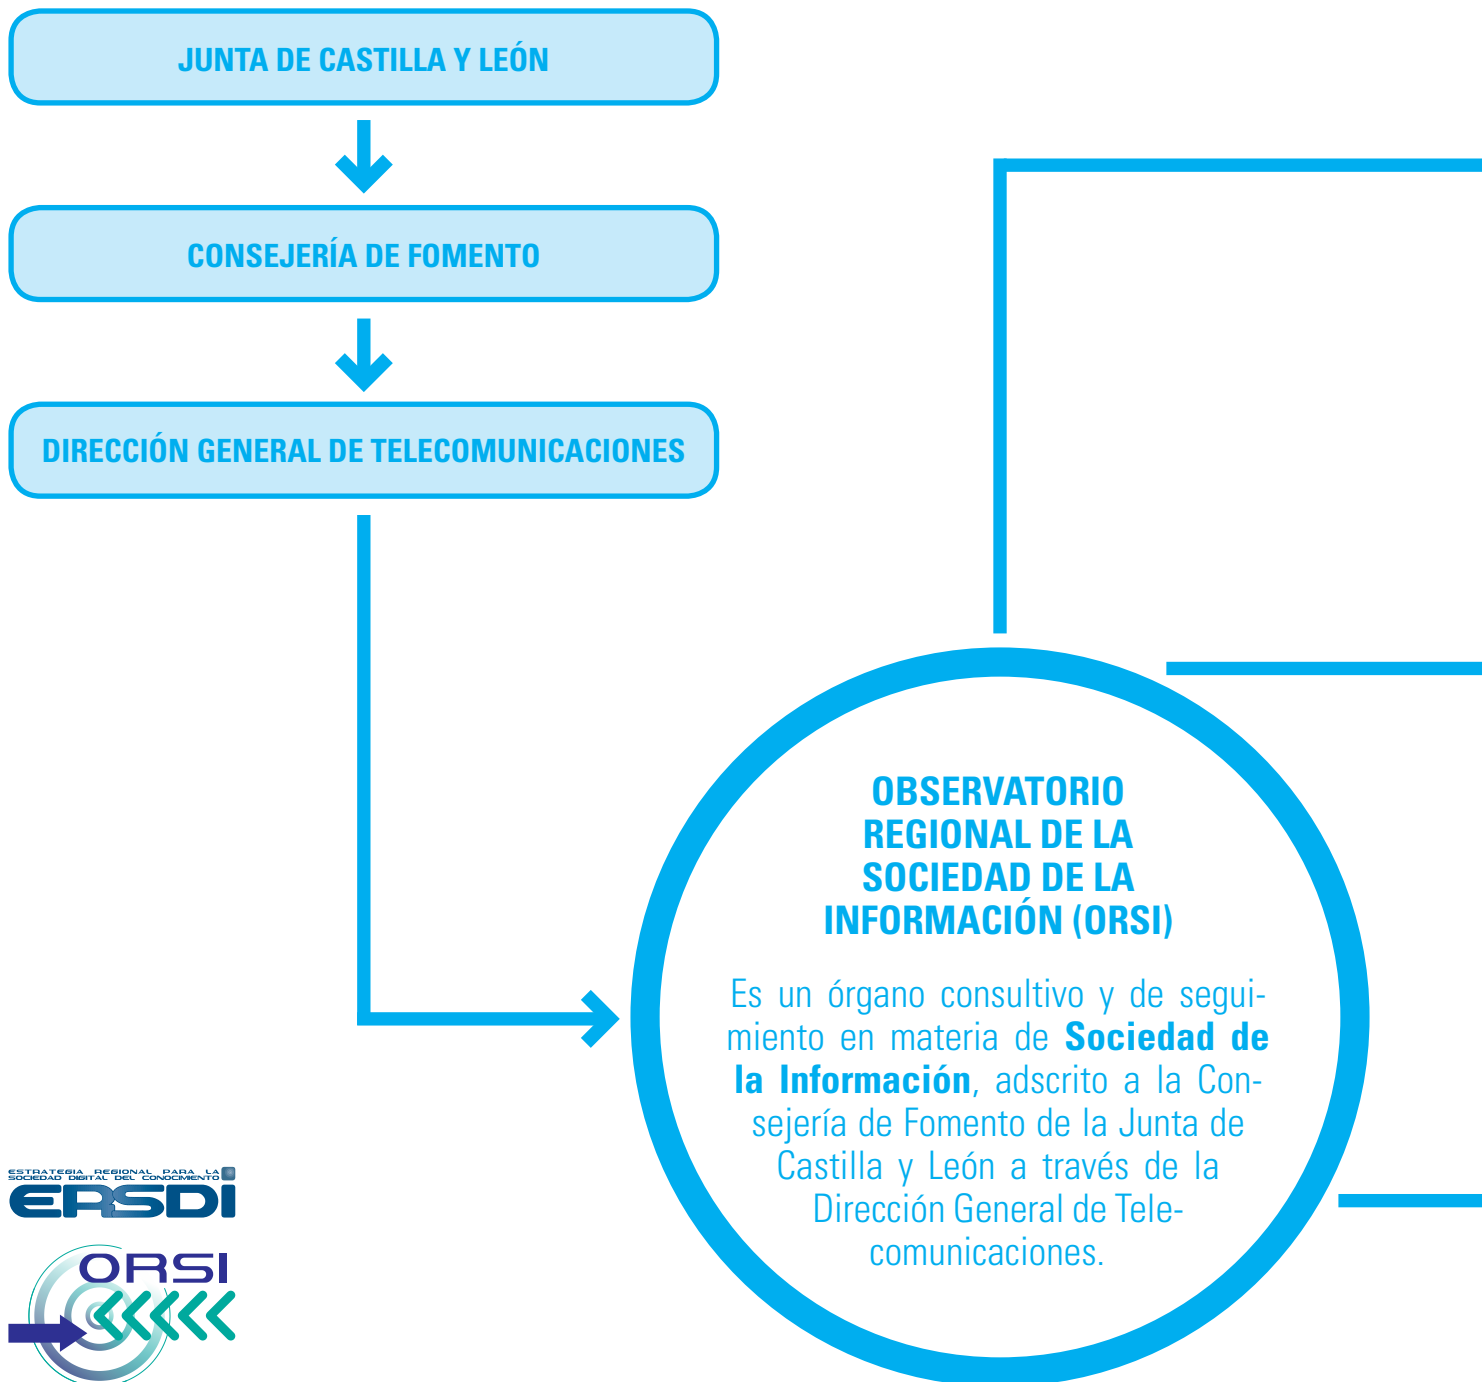 JUNTA DE CASTILLA Y LEÓN
CONSEJERÍA DE FOMENTO
DIRECCIÓN GENERAL DE TELECOMUNICACIONES
OBSERVATORIO
REGIONAL DE LA
SOCIEDAD DE LA
INFORMACIÓN (ORSI)
Es un órgano consultivo y de segui-
miento en materia de Sociedad de
la Información, adscrito a la Con-
sejería de Fomento de la Junta de
Castilla y León a través de la
Dirección General de Tele-
comunicaciones.
ESTRATEGIA REGIONAL PARA LA
SOCIEDAD DIGITAL DEL CONOCIMIENTO
ERSDI
ORSI